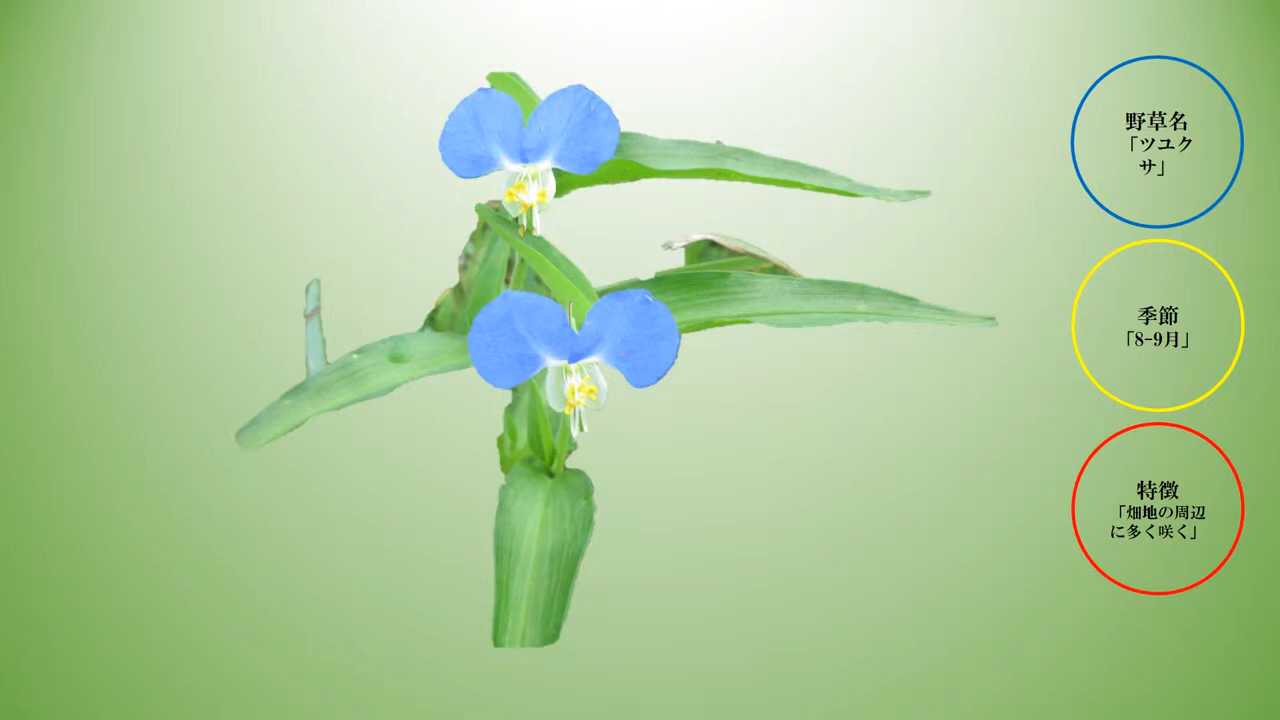 野草名
「ツユク
サ」
季節
「8-9月」
特徴
「畑地の周辺
に多く咲く」